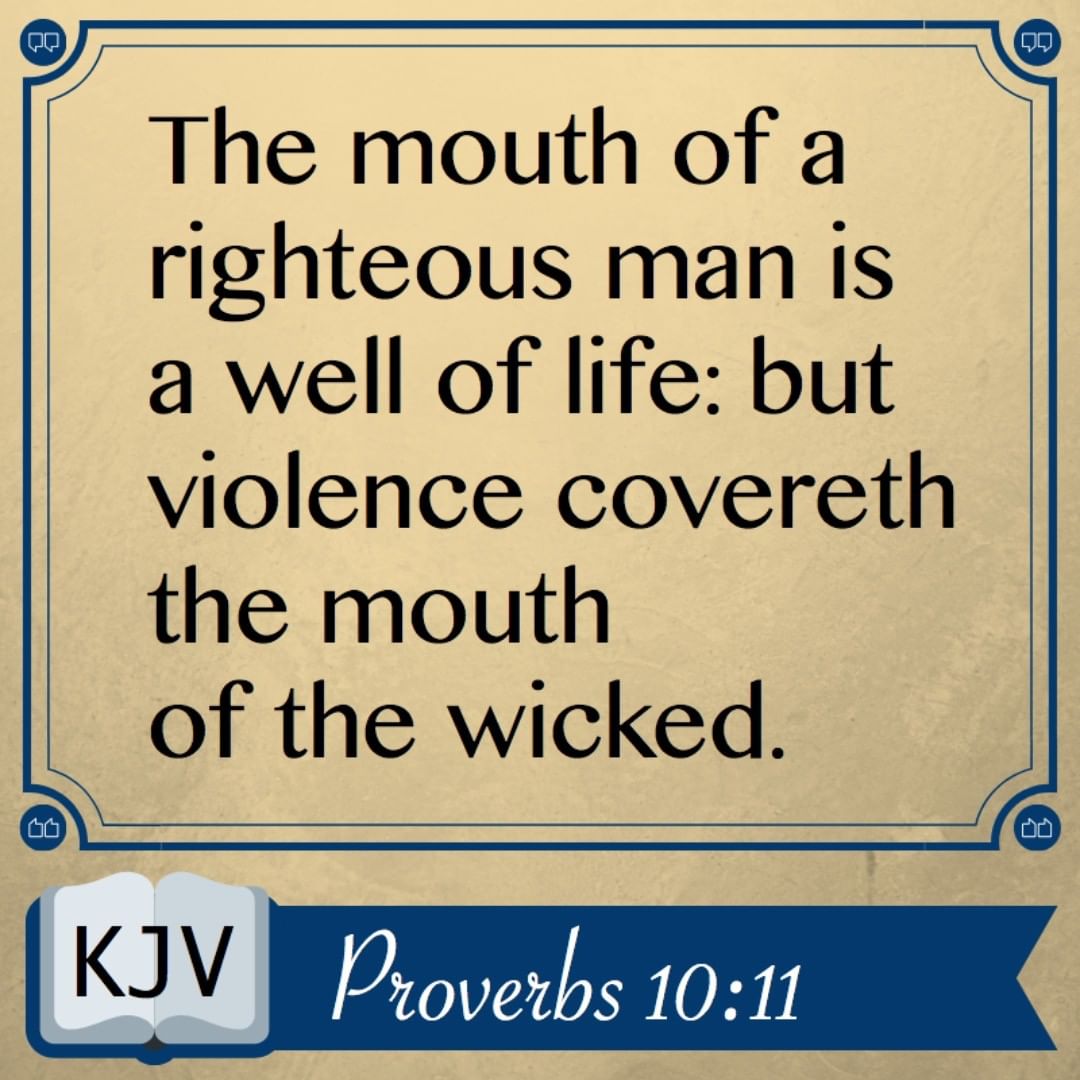 The mouth of a
righteous man is
a well of life: but
violence covereth
the mouth
of the wicked.
KJV
Proverbs 10:11